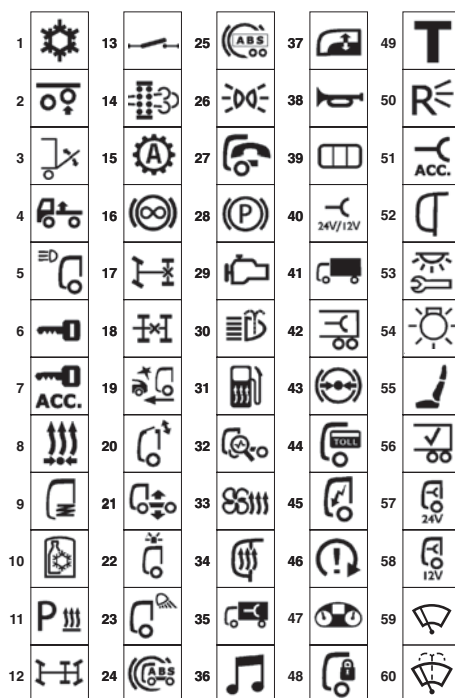 1 13 25 ABS 37 49 T
2 14 26 38 50 R
3 15 A 27 39 51 ACC.
4 16 28 P 40 24V/12V 52
5 17 29 41 53
6 18 30 42 54
7 ACC. 19 31 43 55
8 20 32 44 TOLL 56
9 21 33 45 57 24V
10 22 34 46 ! 58 12V
11 P 23 35 47 59
12 24 ABS 36 48 60